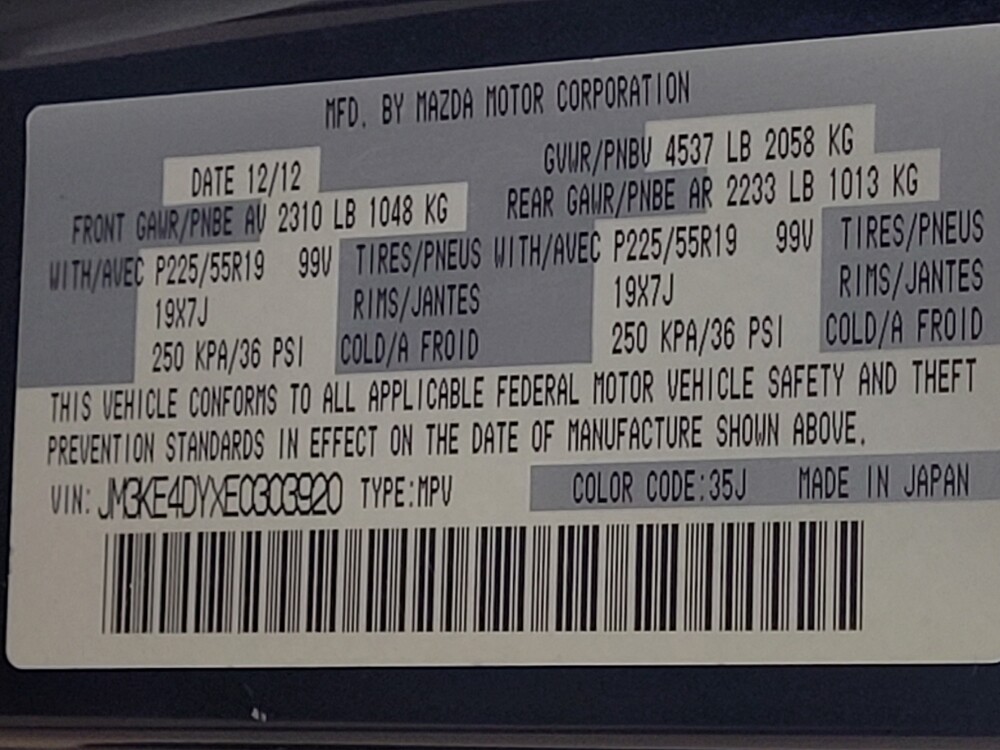 MFD. BY MAZDA MOTOR CORPORATION
DATE 12/12
GVWR/PNBV 4537 LB 2058 KG
FRONT GAWR/PNBE AV 2310 LB 1048 KG
REAR GAWR/PNBE AR 2233 LB 1013 KG
WITH/AVEC P225/55R19 99V TIRES/PNEUS WITH/AVEC P225/55R19 99V TIRES/PNEUS
19X7J RIMS/JANTES 19X7J RIMS/JANTES
250 KPA/36 PSI COLD/A FROID 250 KPA/36 PSI COLD/A FROID
THIS VEHICLE CONFORMS TO ALL APPLICABLE FEDERAL MOTOR VEHICLE SAFETY AND THEFT
PREVENTION STANDARDS IN EFFECT ON THE DATE OF MANUFACTURE SHOWN ABOVE.
VIN: JM3KE4DYXE0303920 TYPE:MPV COLOR CODE:35J MADE IN JAPAN